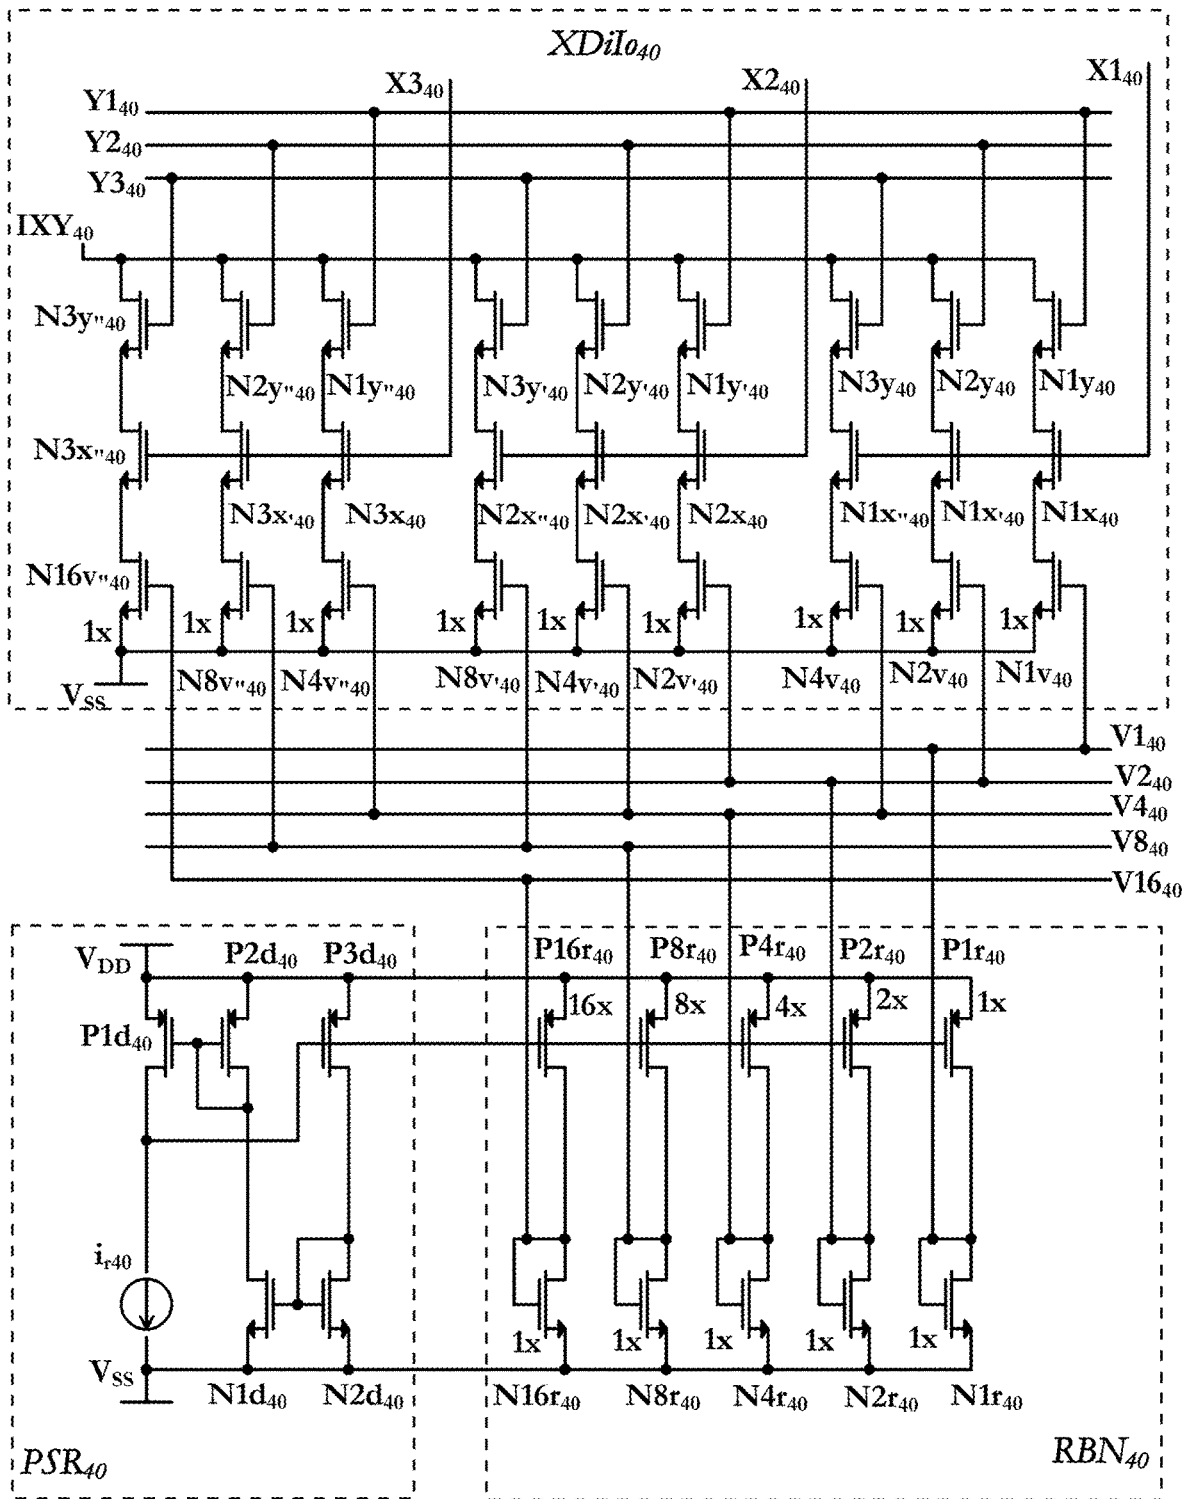 XDiIo40
X340 X240 X140
Y140
Y240
Y340
IXY40
N3y"40
N2y"40 N1y"40 N3y'40 N2y'40 N1y'40 N3y40 N2y40 N1y40
N3x"40
N3x'40 N3x40 N2x"40 N2x'40 N2x40 N1x"40 N1x'40 N1x40
N16v"40
1x 1x 1x 1x 1x 1x 1x 1x 1x
VSS N8v"40 N4v"40 N8v'40 N4v'40 N2v'40 N4v40 N2v40 N1v40
V140
V240
V440
V840
V1640
VDD P2d40 P3d40 P16r40 P8r40 P4r40 P2r40 P1r40
16x 8x 4x 2x 1x
P1d40
ir40
1x 1x 1x 1x 1x
VSS
N1d40 N2d40 N16r40 N8r40 N4r40 N2r40 N1r40
PSR40 RBN40